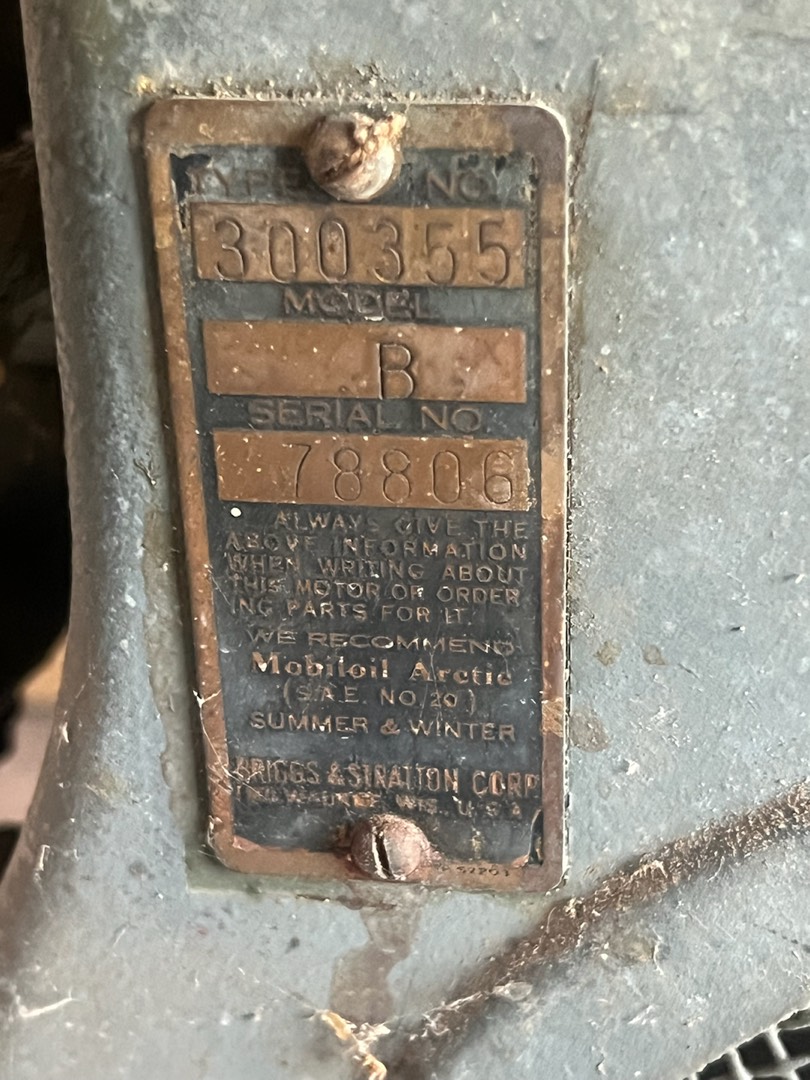 TYPE NO.
300355
MODEL
B
SERIAL NO.
78806
ALWAYS GIVE THE
ABOVE INFORMATION
WHEN WRITING ABOUT
THIS MOTOR OR ORDER
ING PARTS FOR IT.
WE RECOMMEND
Mobiloil Arctic
(S.A.E. NO. 20)
SUMMER & WINTER
BRIGGS & STRATTON CORP
MILWAUKEE, WIS., U.S.A.